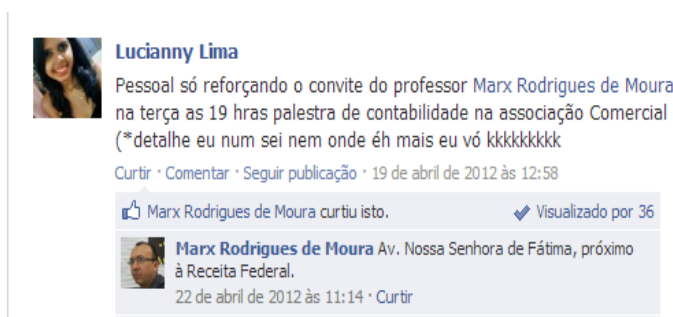 Lucianny Lima
Pessoal só reforçando o convite do professor Marx Rodrigues de Moura
na terça as 19 hras palestra de contabilidade na associação Comercial
(*detalhe eu num sei nem onde éh mais eu vó kkkkkkkkk
Curtir · Comentar · Seguir publicação · 19 de abril de 2012 às 12:58
Marx Rodrigues de Moura curtiu isto. Visualizado por 36
Marx Rodrigues de Moura Av. Nossa Senhora de Fátima, próximo
à Receita Federal.
22 de abril de 2012 às 11:14 · Curtir